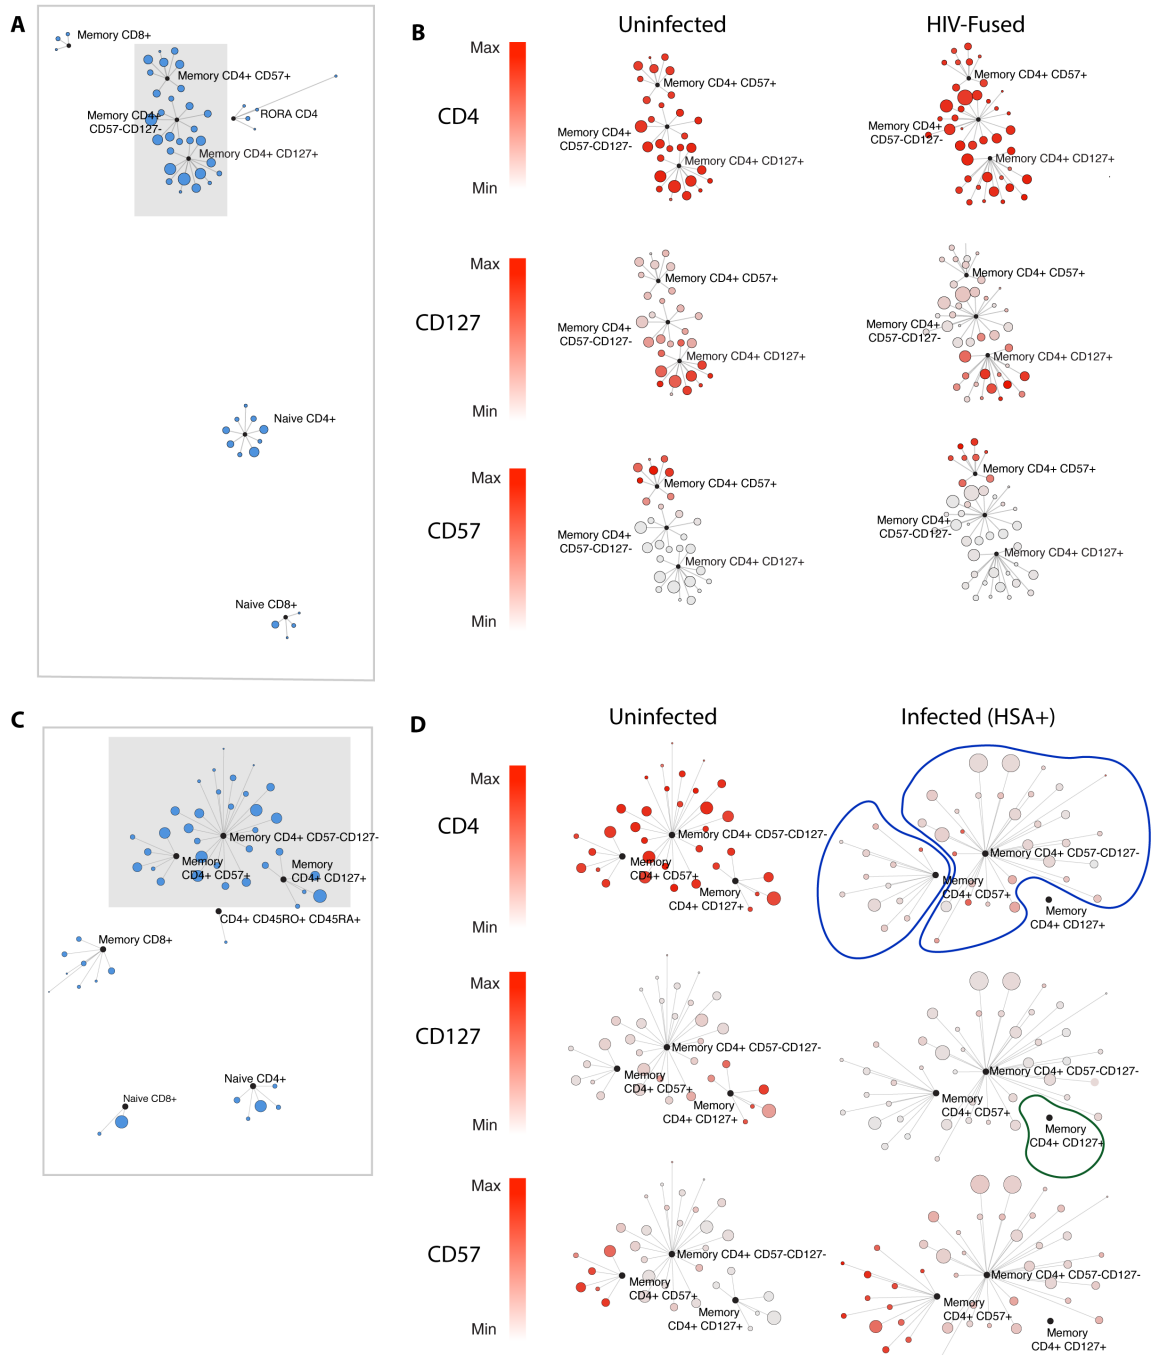 A
Memory CD8+
Memory CD4+ CD57+
RORA CD4
Memory CD4+
CD57-CD127-
Memory CD4+ CD127+
Naive CD4+
Naive CD8+
B
Uninfected
HIV-Fused
CD4
Max
Min
Memory CD4+ CD57+
Memory CD4+
CD57-CD127-
Memory CD4+ CD127+
Memory CD4+ CD57+
Memory CD4+
CD57-CD127-
Memory CD4+ CD127+
CD127
Max
Min
Memory CD4+ CD57+
Memory CD4+
CD57-CD127-
Memory CD4+ CD127+
Memory CD4+ CD57+
Memory CD4+
CD57-CD127-
Memory CD4+ CD127+
CD57
Max
Min
Memory CD4+ CD57+
Memory CD4+
CD57-CD127-
Memory CD4+ CD127+
Memory CD4+ CD57+
Memory CD4+
CD57-CD127-
Memory CD4+ CD127+
C
Memory CD4+ CD57-CD127-
Memory
CD4+ CD57+
Memory
CD4+ CD127+
CD4+ CD45RO+ CD45RA+
Memory CD8+
Naive CD4+
Naive CD8+
D
Uninfected
Infected (HSA+)
CD4
Max
Min
Memory CD4+ CD57-CD127-
Memory
CD4+ CD57+
Memory
CD4+ CD127+
Memory CD4+ CD57-CD127-
Memory
CD4+ CD57+
Memory
CD4+ CD127+
CD127
Max
Min
Memory CD4+ CD57-CD127-
Memory
CD4+ CD57+
Memory
CD4+ CD127+
Memory CD4+ CD57-CD127-
Memory
CD4+ CD57+
Memory
CD4+ CD127+
CD57
Max
Min
Memory CD4+ CD57-CD127-
Memory
CD4+ CD57+
Memory
CD4+ CD127+
Memory CD4+ CD57-CD127-
Memory
CD4+ CD57+
Memory
CD4+ CD127+